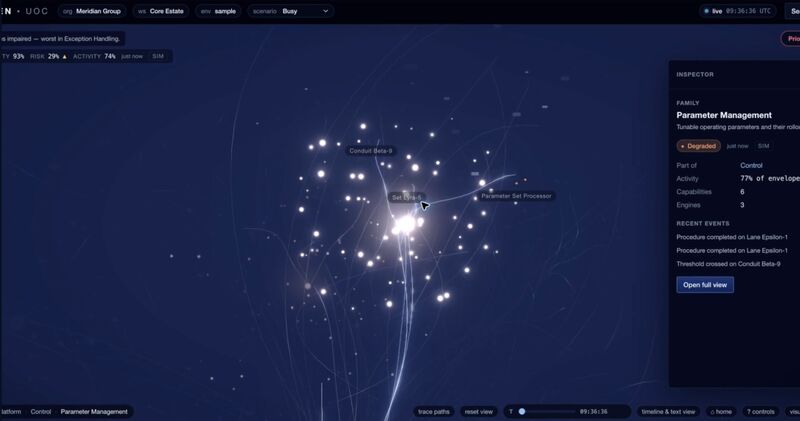 N • UOC
org Meridian Group
ws Core Estate
env sample
scenario Busy
live 09:36:36 UTC
Se
s impaired — worst in Exception Handling.
Prio
TY 93% RISK 29% ▲ ACTIVITY 74% just now SIM
INSPECTOR
FAMILY
Parameter Management
Tunable operating parameters and their rollo
Degraded just now SIM
Part of Control
Activity 77% of envelope
Capabilities 6
Engines 3
RECENT EVENTS
Procedure completed on Lane Epsilon-1
Procedure completed on Lane Epsilon-1
Threshold crossed on Conduit Beta-9
Open full view
Conduit Beta-9
Parameter Set Processor
latform › Control › Parameter Management
trace paths
reset view
T 09:36:36
timeline & text view
⌂ home
? controls
visu